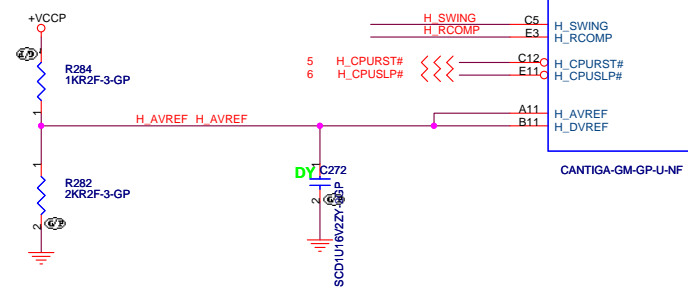 +VCCP
R284
1KR2F-3-GP
1
H_AVREF H_AVREF
1
R282
2KR2F-3-GP
2
DY
1
C272
2
H_SWING
H_RCOMP
C5
E3
H_SWING
H_RCOMP
5 H_CPURST#
6 H_CPUSLP#
C12
E11
H_CPURST#
H_CPUSLP#
A11
B11
H_AVREF
H_DVREF
CANTIGA-GM-GP-U-NF